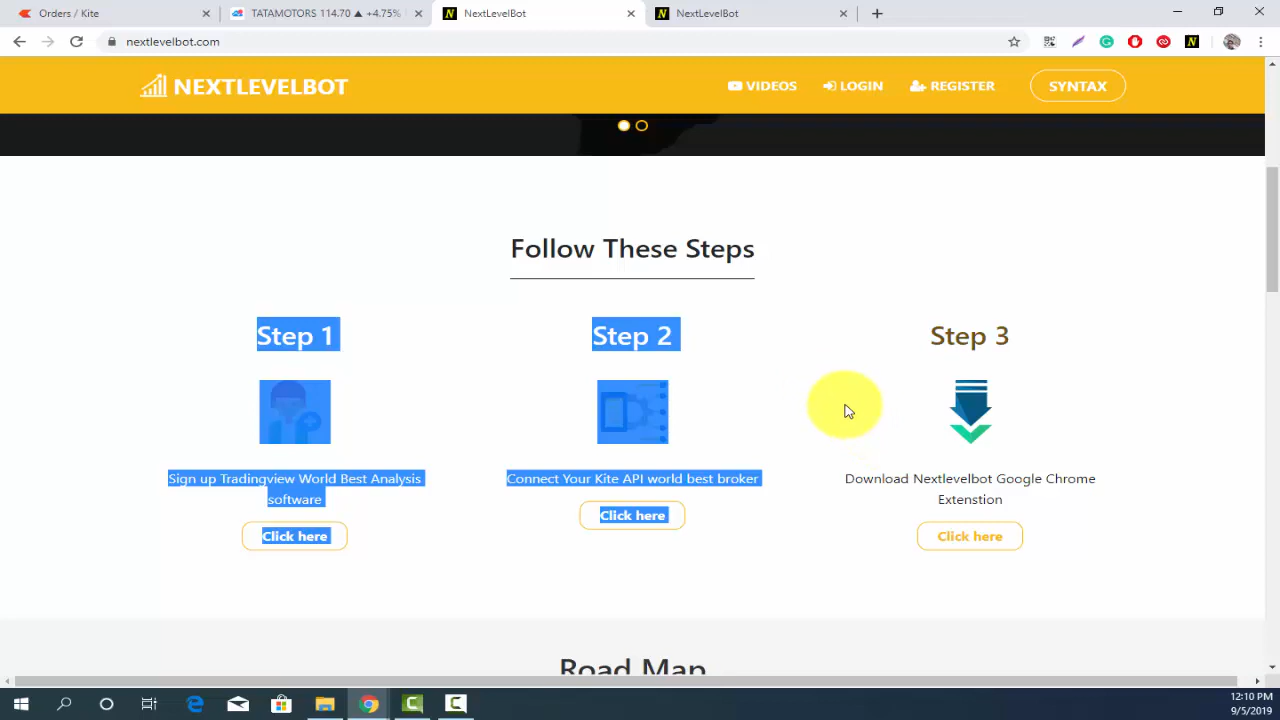 Orders / Kite
TATAMOTORS 114.70 ▲ +4.75%
NextLevelBot
NextLevelBot
nextlevelbot.com
NEXTLEVELBOT
VIDEOS
LOGIN
REGISTER
SYNTAX
Follow These Steps
Step 1
Step 2
Step 3
Sign up Tradingview World Best Analysis
software
Connect Your Kite API world best broker
Download Nextlevelbot Google Chrome
Extenstion
Click here
Click here
Click here
Road Map
12:10 PM
9/5/2019